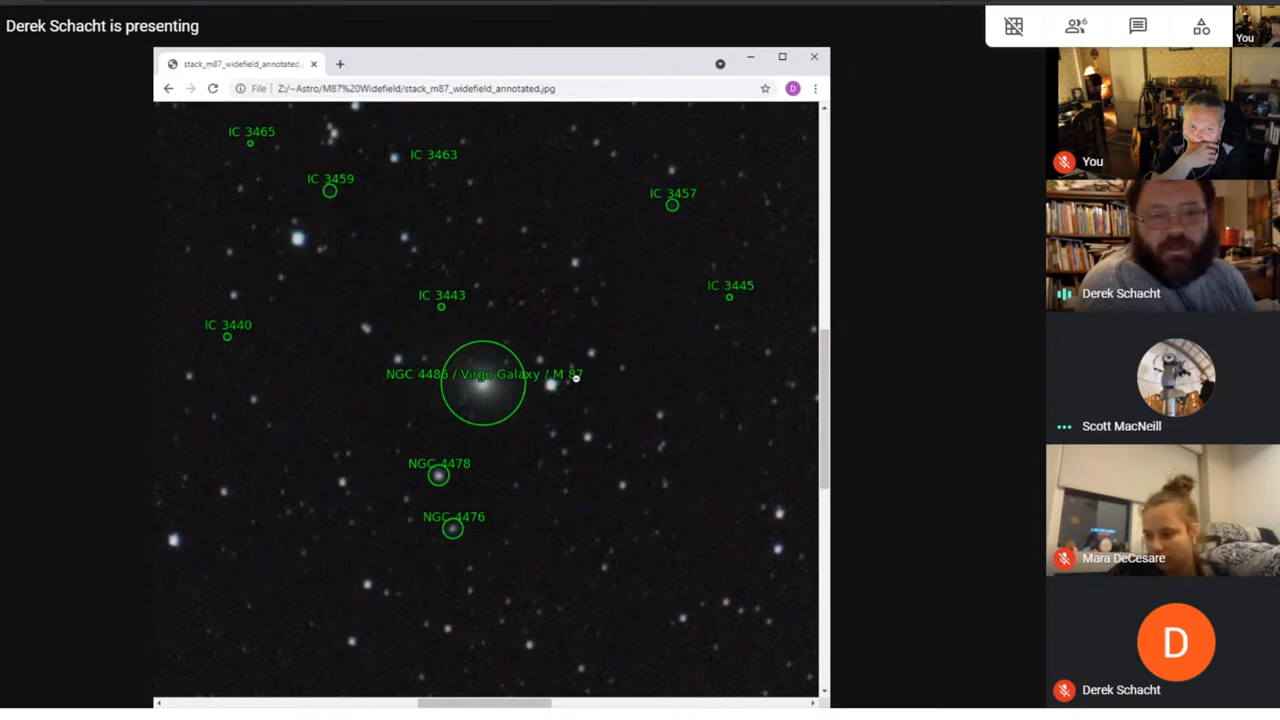 Derek Schacht is presenting
6
You
stack_m87_widefield_annotated.
File Z:/~Astro/M87%20Widefield/stack_m87_widefield_annotated.jpg
D
IC 3465
IC 3463
IC 3459
IC 3457
IC 3443
IC 3445
IC 3440
NGC 4486 / Virgo Galaxy / M 87
NGC 4478
NGC 4476
You
Derek Schacht
Scott MacNeill
Mara DeCesare
D
Derek Schacht